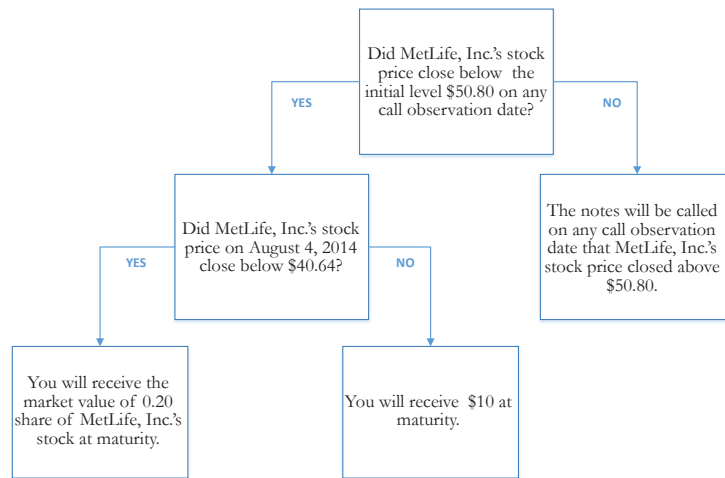 Did MetLife, Inc.'s stock
price close below the
initial level $50.80 on any
call observation date?
YES
NO
Did MetLife, Inc.'s stock
price on August 4, 2014
close below $40.64?
The notes will be called
on any call observation
date that MetLife, Inc.'s
stock price closed above
$50.80.
YES
NO
You will receive the
market value of 0.20
share of MetLife, Inc.'s
stock at maturity.
You will receive $10 at
maturity.